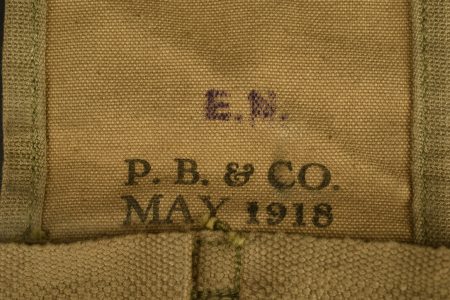 E.N.
P. B. & CO.
MAY 1918